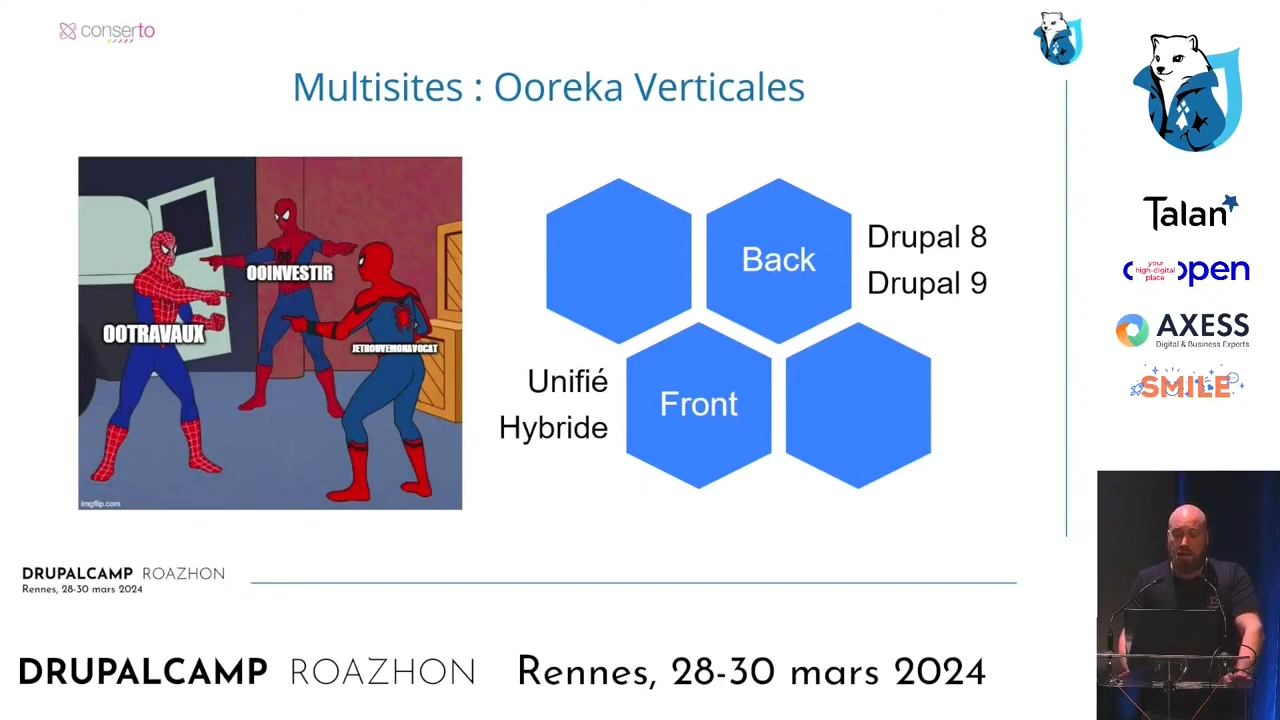 conserto
Multisites : Ooreka Verticales
OOINVESTIR
OOTRAVAUX
JETROUVEMONAVOCAT
imgflip.com
Back
Drupal 8
Drupal 9
Unifié
Hybride
Front
DRUPALCAMP ROAZHON
Rennes, 28-30 mars 2024
Talan
your
high-digital
place
open
AXESS
Digital & Business Experts
SMILE
DRUPALCAMP ROAZHON Rennes, 28-30 mars 2024